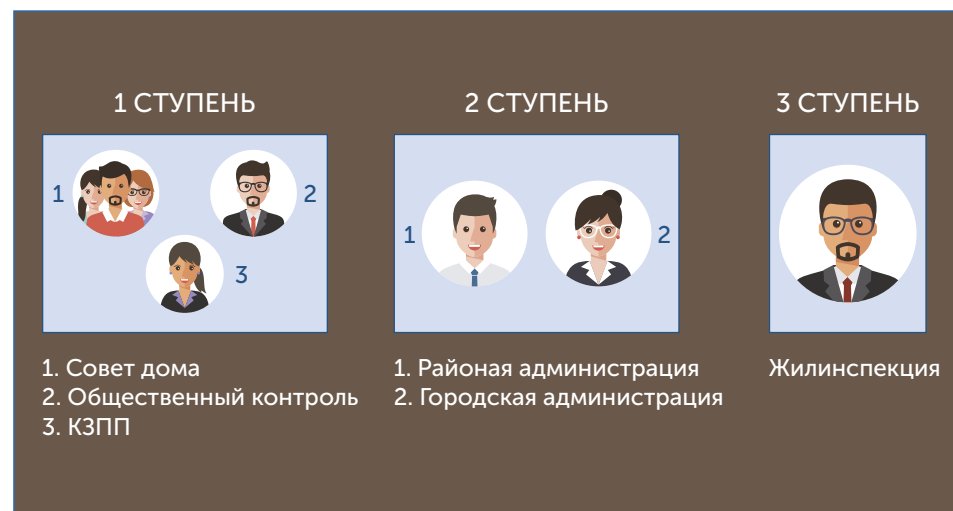 1 СТУПЕНЬ
1
2
3
1. Совет дома
2. Общественный контроль
3. КЗПП
2 СТУПЕНЬ
1
2
1. Районая администрация
2. Городская администрация
3 СТУПЕНЬ
Жилинспекция